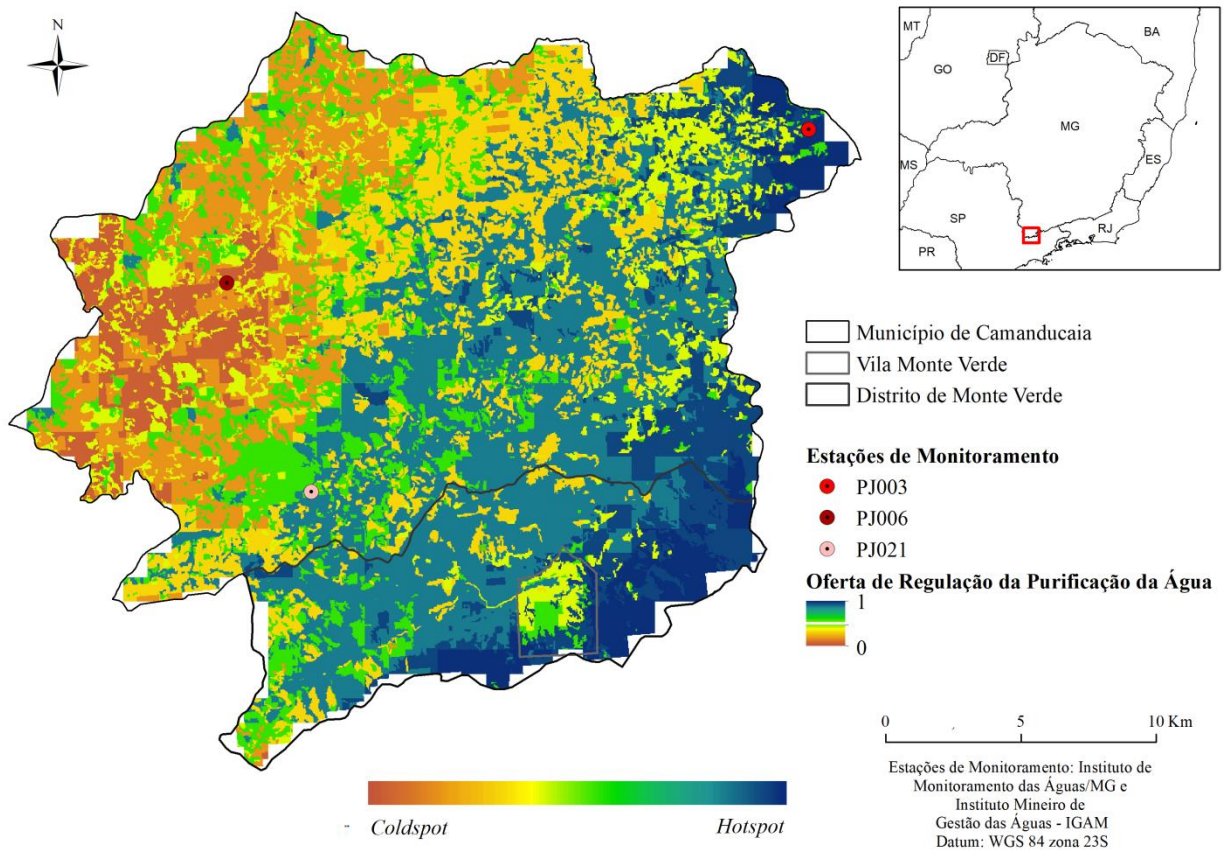 N
MT
BA
GO
DF
MG
MS
ES
SP
RJ
PR
Município de Camanducaia
Vila Monte Verde
Distrito de Monte Verde
Estações de Monitoramento
PJ003
PJ006
PJ021
Oferta de Regulação da Purificação da Água
1
0
0 5 10 Km
Estações de Monitoramento: Instituto de
Monitoramento das Águas/MG e
Instituto Mineiro de
Gestão das Águas - IGAM
Datum: WGS 84 zona 23S
Coldspot Hotspot